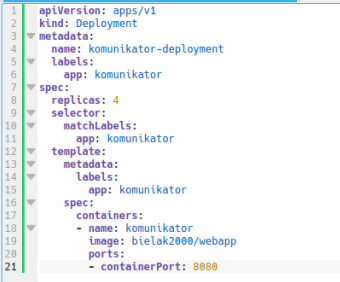 1 apiVersion: apps/v1
2 kind: Deployment
3 metadata:
4   name: komunikator-deployment
5   labels:
6     app: komunikator
7 spec:
8   replicas: 4
9   selector:
10     matchLabels:
11       app: komunikator
12   template:
13     metadata:
14       labels:
15         app: komunikator
16     spec:
17       containers:
18       - name: komunikator
19         image: bielak2000/webapp
20         ports:
21         - containerPort: 8080